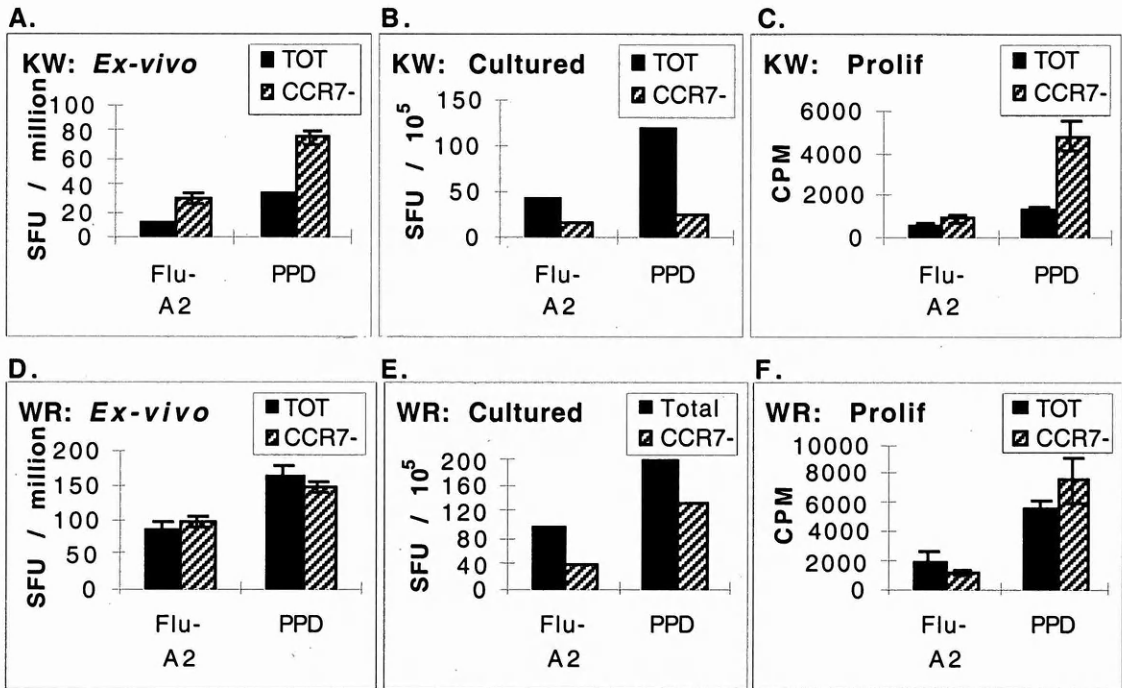 A.
KW: Ex-vivo
TOT
CCR7-
SFU / million
100
80
60
40
20
0
Flu-
A2
PPD
B.
KW: Cultured
TOT
CCR7-
SFU / 10⁵
150
100
50
0
Flu-
A2
PPD
C.
KW: Prolif
TOT
CCR7-
CPM
6000
4000
2000
0
Flu-
A2
PPD
D.
WR: Ex-vivo
TOT
CCR7-
SFU / million
200
150
100
50
0
Flu-
A2
PPD
E.
WR: Cultured
Total
CCR7-
SFU / 10⁵
200
160
120
80
40
0
Flu-
A2
PPD
F.
WR: Prolif
TOT
CCR7-
CPM
10000
8000
6000
4000
2000
0
Flu-
A2
PPD